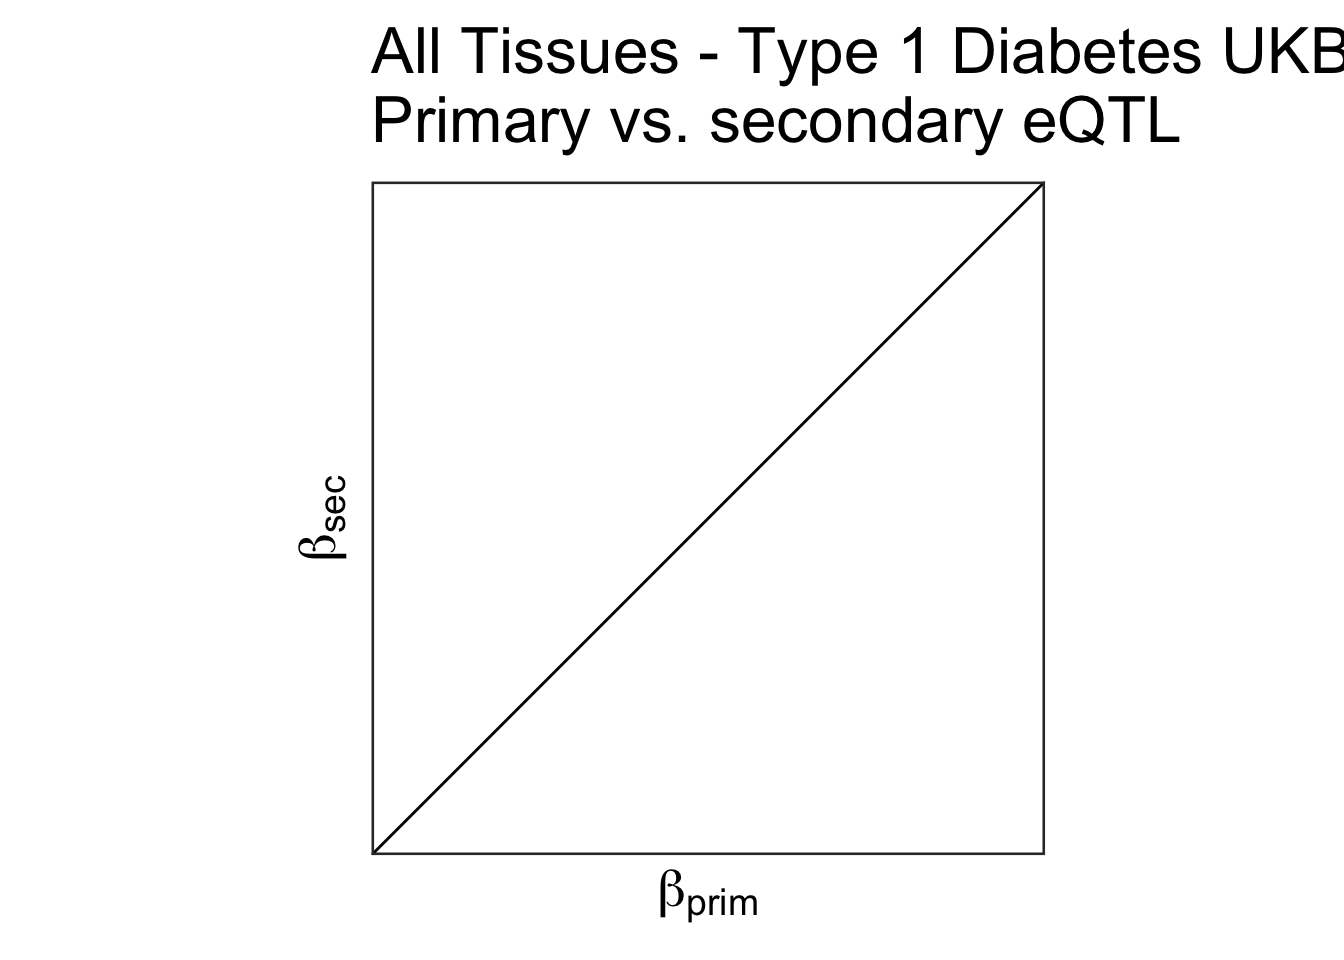 All Tissues - Type 1 Diabetes UKB
Primary vs. secondary eQTL
βsec
βprim